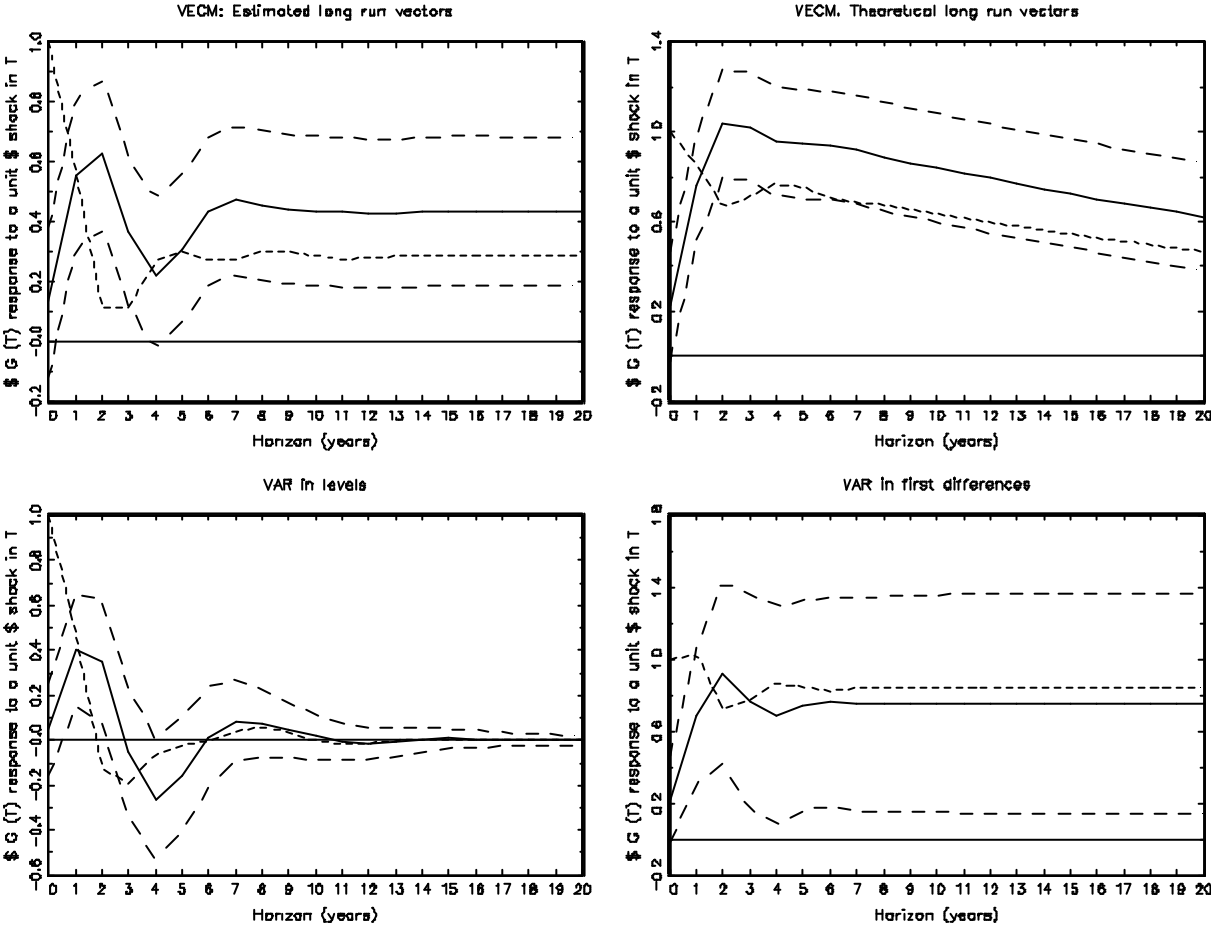 VECM: Estimated long run vectors
$ G (T) response to a unit $ shock in T
1.0
0.8
0.6
0.4
0.2
-0.0
-0.2
0 1 2 3 4 5 6 7 8 9 10 11 12 13 14 15 16 17 18 19 20
Horizon (years)
VECM. Theoretical long run vectors
$ G (T) response to a unit $ shock in T
1.4
1.0
0.6
0.2
-0.2
0 1 2 3 4 5 6 7 8 9 10 11 12 13 14 15 16 17 18 19 20
Horizon (years)
VAR in levels
$ G (T) response to a unit $ shock in T
1.0
0.8
0.6
0.4
0.2
-0.0
-0.2
-0.4
-0.6
0 1 2 3 4 5 6 7 8 9 10 11 12 13 14 15 16 17 18 19 20
Horizon (years)
VAR in first differences
$ G (T) response to a unit $ shock in T
1.8
1.4
1.0
0.6
0.2
-0.2
0 1 2 3 4 5 6 7 8 9 10 11 12 13 14 15 16 17 18 19 20
Horizon (years)